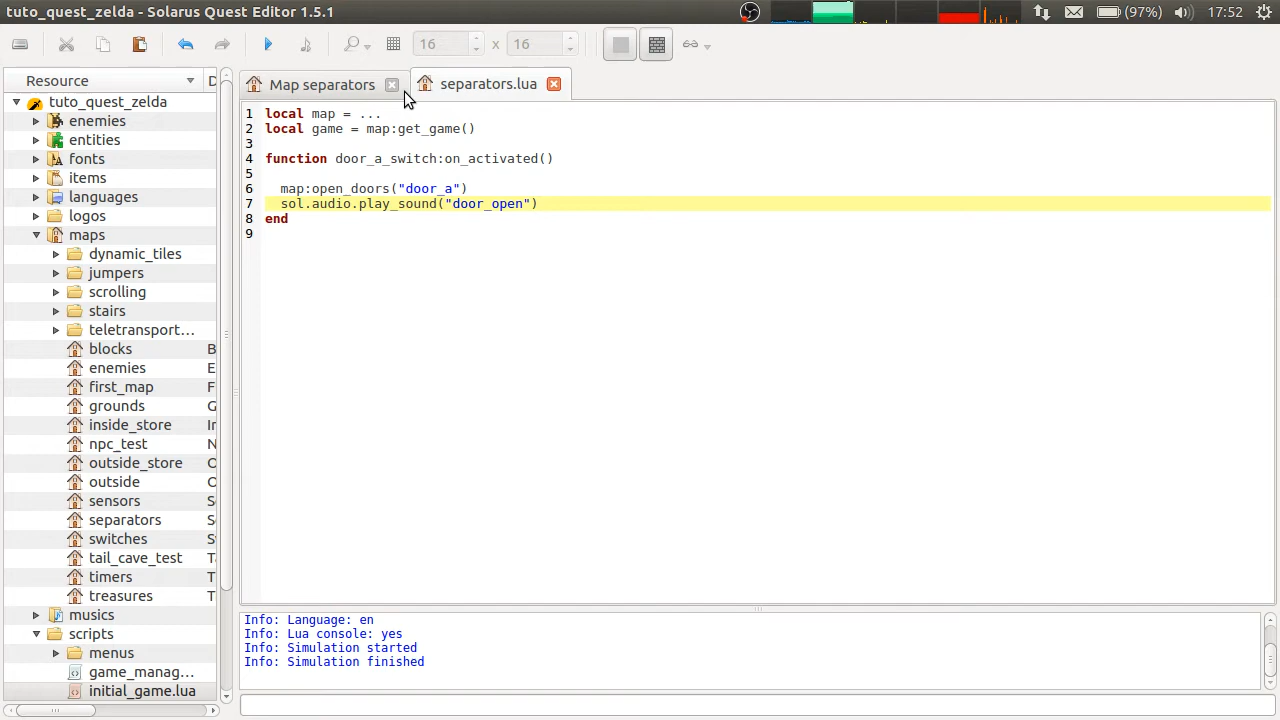 tuto_quest_zelda - Solarus Quest Editor 1.5.1
(97%)
17:52
16 x 16
Resource
D
Map separators
separators.lua
tuto_quest_zelda
enemies
entities
fonts
items
languages
logos
maps
dynamic_tiles
jumpers
scrolling
stairs
teletransport...
blocks B
enemies E
first_map F
grounds G
inside_store Ir
npc_test N
outside_store O
outside O
sensors S
separators S
switches
tail_cave_test T
timers T
treasures T
musics
scripts
menus
game_manag...
initial_game.lua
1 local map = ...
2 local game = map:get_game()
3
4 function door_a_switch:on_activated()
5
6 map:open_doors("door_a")
7 sol.audio.play_sound("door_open")
8 end
9
Info: Language: en
Info: Lua console: yes
Info: Simulation started
Info: Simulation finished